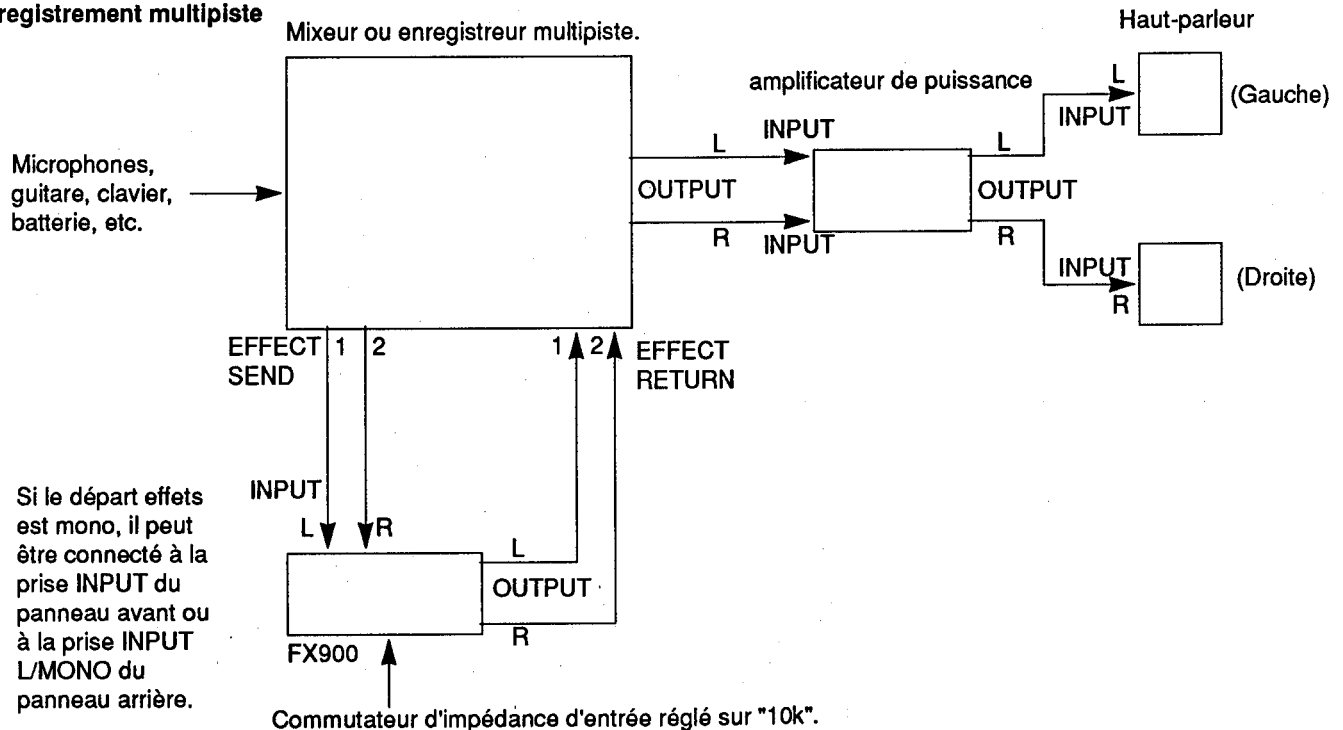 registrement multipiste
Mixeur ou enregistreur multipiste.
Haut-parleur
amplificateur de puissance
L
INPUT
(Gauche)
Microphones,
guitare, clavier,
batterie, etc.
L
INPUT
OUTPUT
R
INPUT
L
OUTPUT
R
INPUT
R
(Droite)
EFFECT
SEND
1
2
1
2
EFFECT
RETURN
INPUT
L
R
L
OUTPUT
R
FX900
Si le départ effets
est mono, il peut
être connecté à la
prise INPUT du
panneau avant ou
à la prise INPUT
L/MONO du
panneau arrière.
Commutateur d'impédance d'entrée réglé sur "10k".